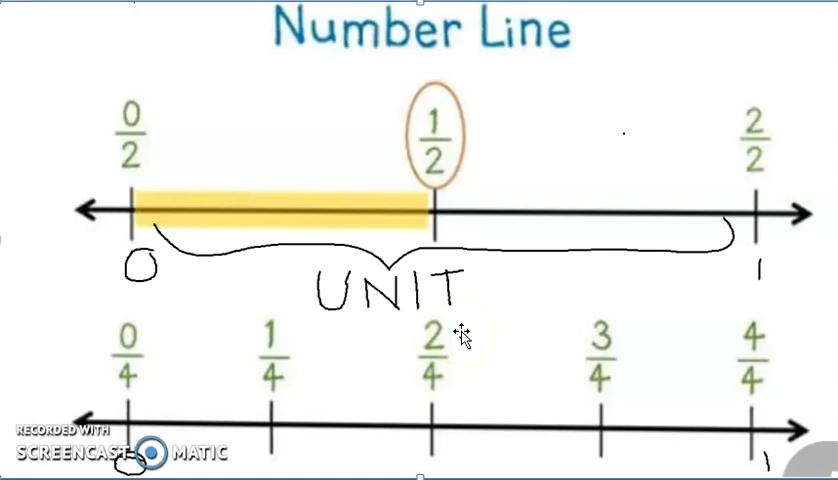 Number Line
0/2 1/2 2/2
0 1
UNIT
0/4 1/4 2/4 3/4 4/4
RECORDED WITH
SCREENCAST MATIC
0 1